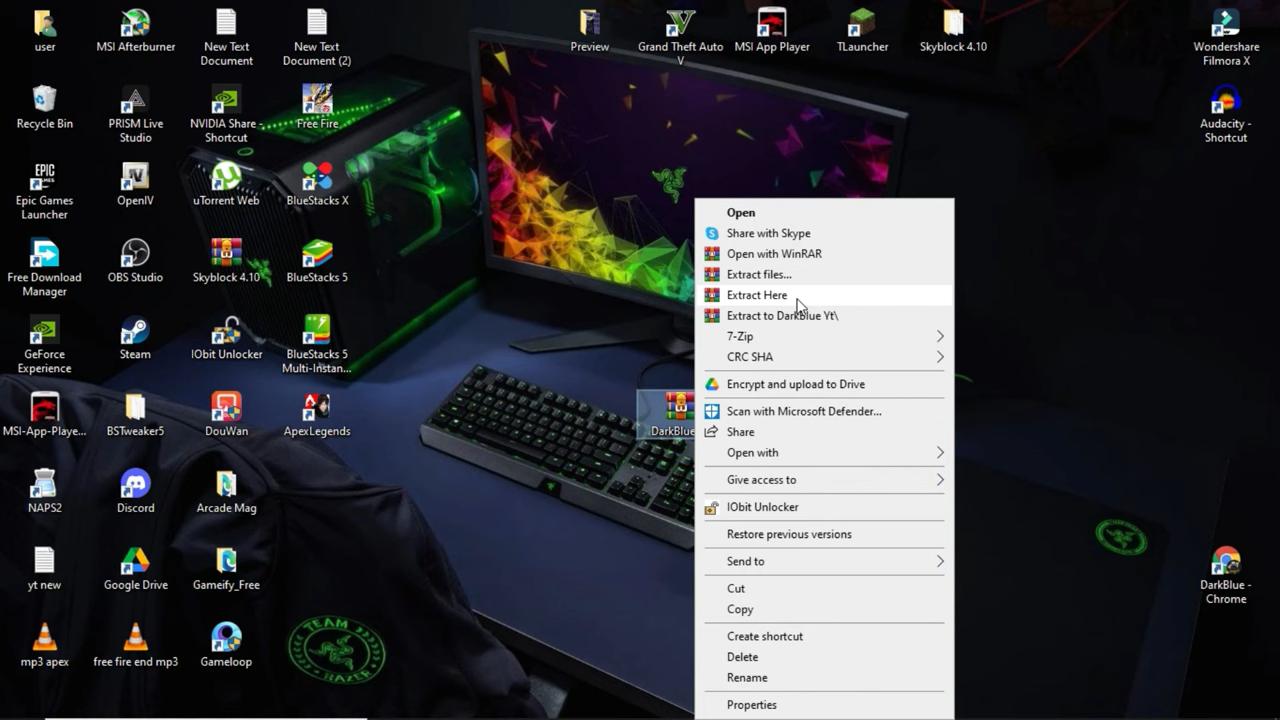 user
MSI Afterburner
New Text
Document
New Text
Document (2)
Preview
Grand Theft Auto
V
MSI App Player
TLauncher
Skyblock 4.10
Wondershare
Filmora X
Recycle Bin
PRISM Live
Studio
NVIDIA Share -
Shortcut
Free Fire
Audacity -
Shortcut
EPIC
GAMES
Epic Games
Launcher
OpenIV
uTorrent Web
BlueStacks X
Free Download
Manager
OBS Studio
Skyblock 4.10
BlueStacks 5
GeForce
Experience
Steam
IObit Unlocker
BlueStacks 5
Multi-Instan...
MSI-App-Playe...
BSTweaker5
DouWan
ApexLegends
DarkBlue
NAPS2
Discord
Arcade Mag
yt new
Google Drive
Gameify_Free
DarkBlue -
Chrome
mp3 apex
free fire end mp3
Gameloop
TEAM
RAZER
Open
Share with Skype
Open with WinRAR
Extract files...
Extract Here
Extract to DarkBlue Yt\
7-Zip
CRC SHA
Encrypt and upload to Drive
Scan with Microsoft Defender...
Share
Open with
Give access to
IObit Unlocker
Restore previous versions
Send to
Cut
Copy
Create shortcut
Delete
Rename
Properties